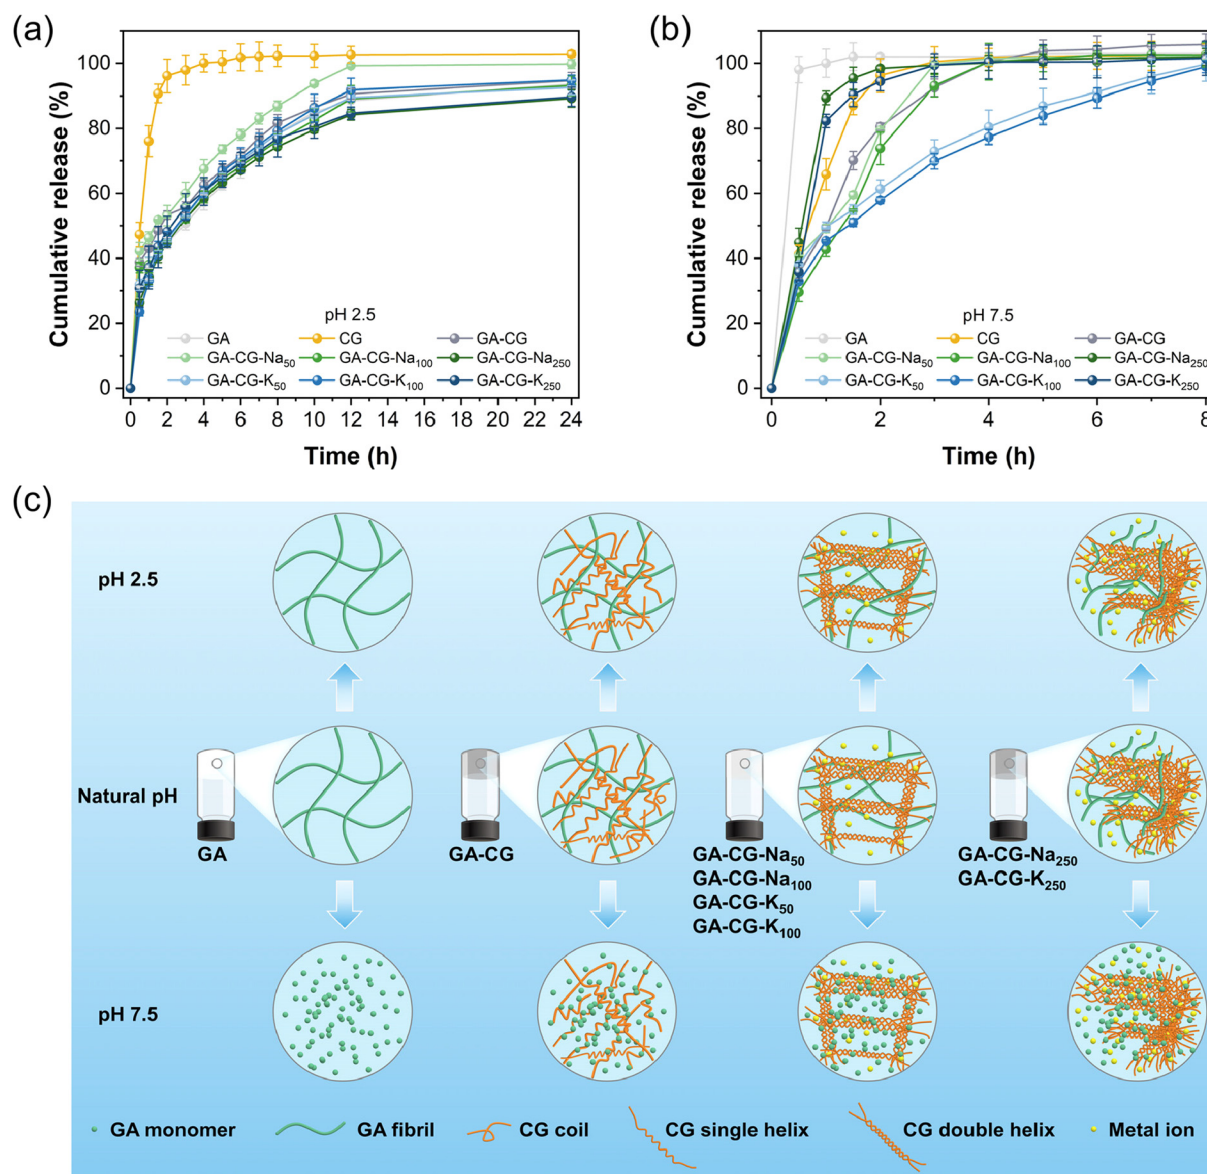 (a)
Cumulative release (%)
100
80
60
40
20
0
pH 2.5
GA CG GA-CG
GA-CG-Na₅₀ GA-CG-Na₁₀₀ GA-CG-Na₂₅₀
GA-CG-K₅₀ GA-CG-K₁₀₀ GA-CG-K₂₅₀
0 2 4 6 8 10 12 14 16 18 20 22 24
Time (h)
(b)
Cumulative release (%)
100
80
60
40
20
0
pH 7.5
GA CG GA-CG
GA-CG-Na₅₀ GA-CG-Na₁₀₀ GA-CG-Na₂₅₀
GA-CG-K₅₀ GA-CG-K₁₀₀ GA-CG-K₂₅₀
0 2 4 6 8
Time (h)
(c)
pH 2.5
Natural pH
GA
GA-CG
GA-CG-Na₅₀
GA-CG-Na₁₀₀
GA-CG-K₅₀
GA-CG-K₁₀₀
GA-CG-Na₂₅₀
GA-CG-K₂₅₀
pH 7.5
GA monomer GA fibril CG coil CG single helix CG double helix Metal ion